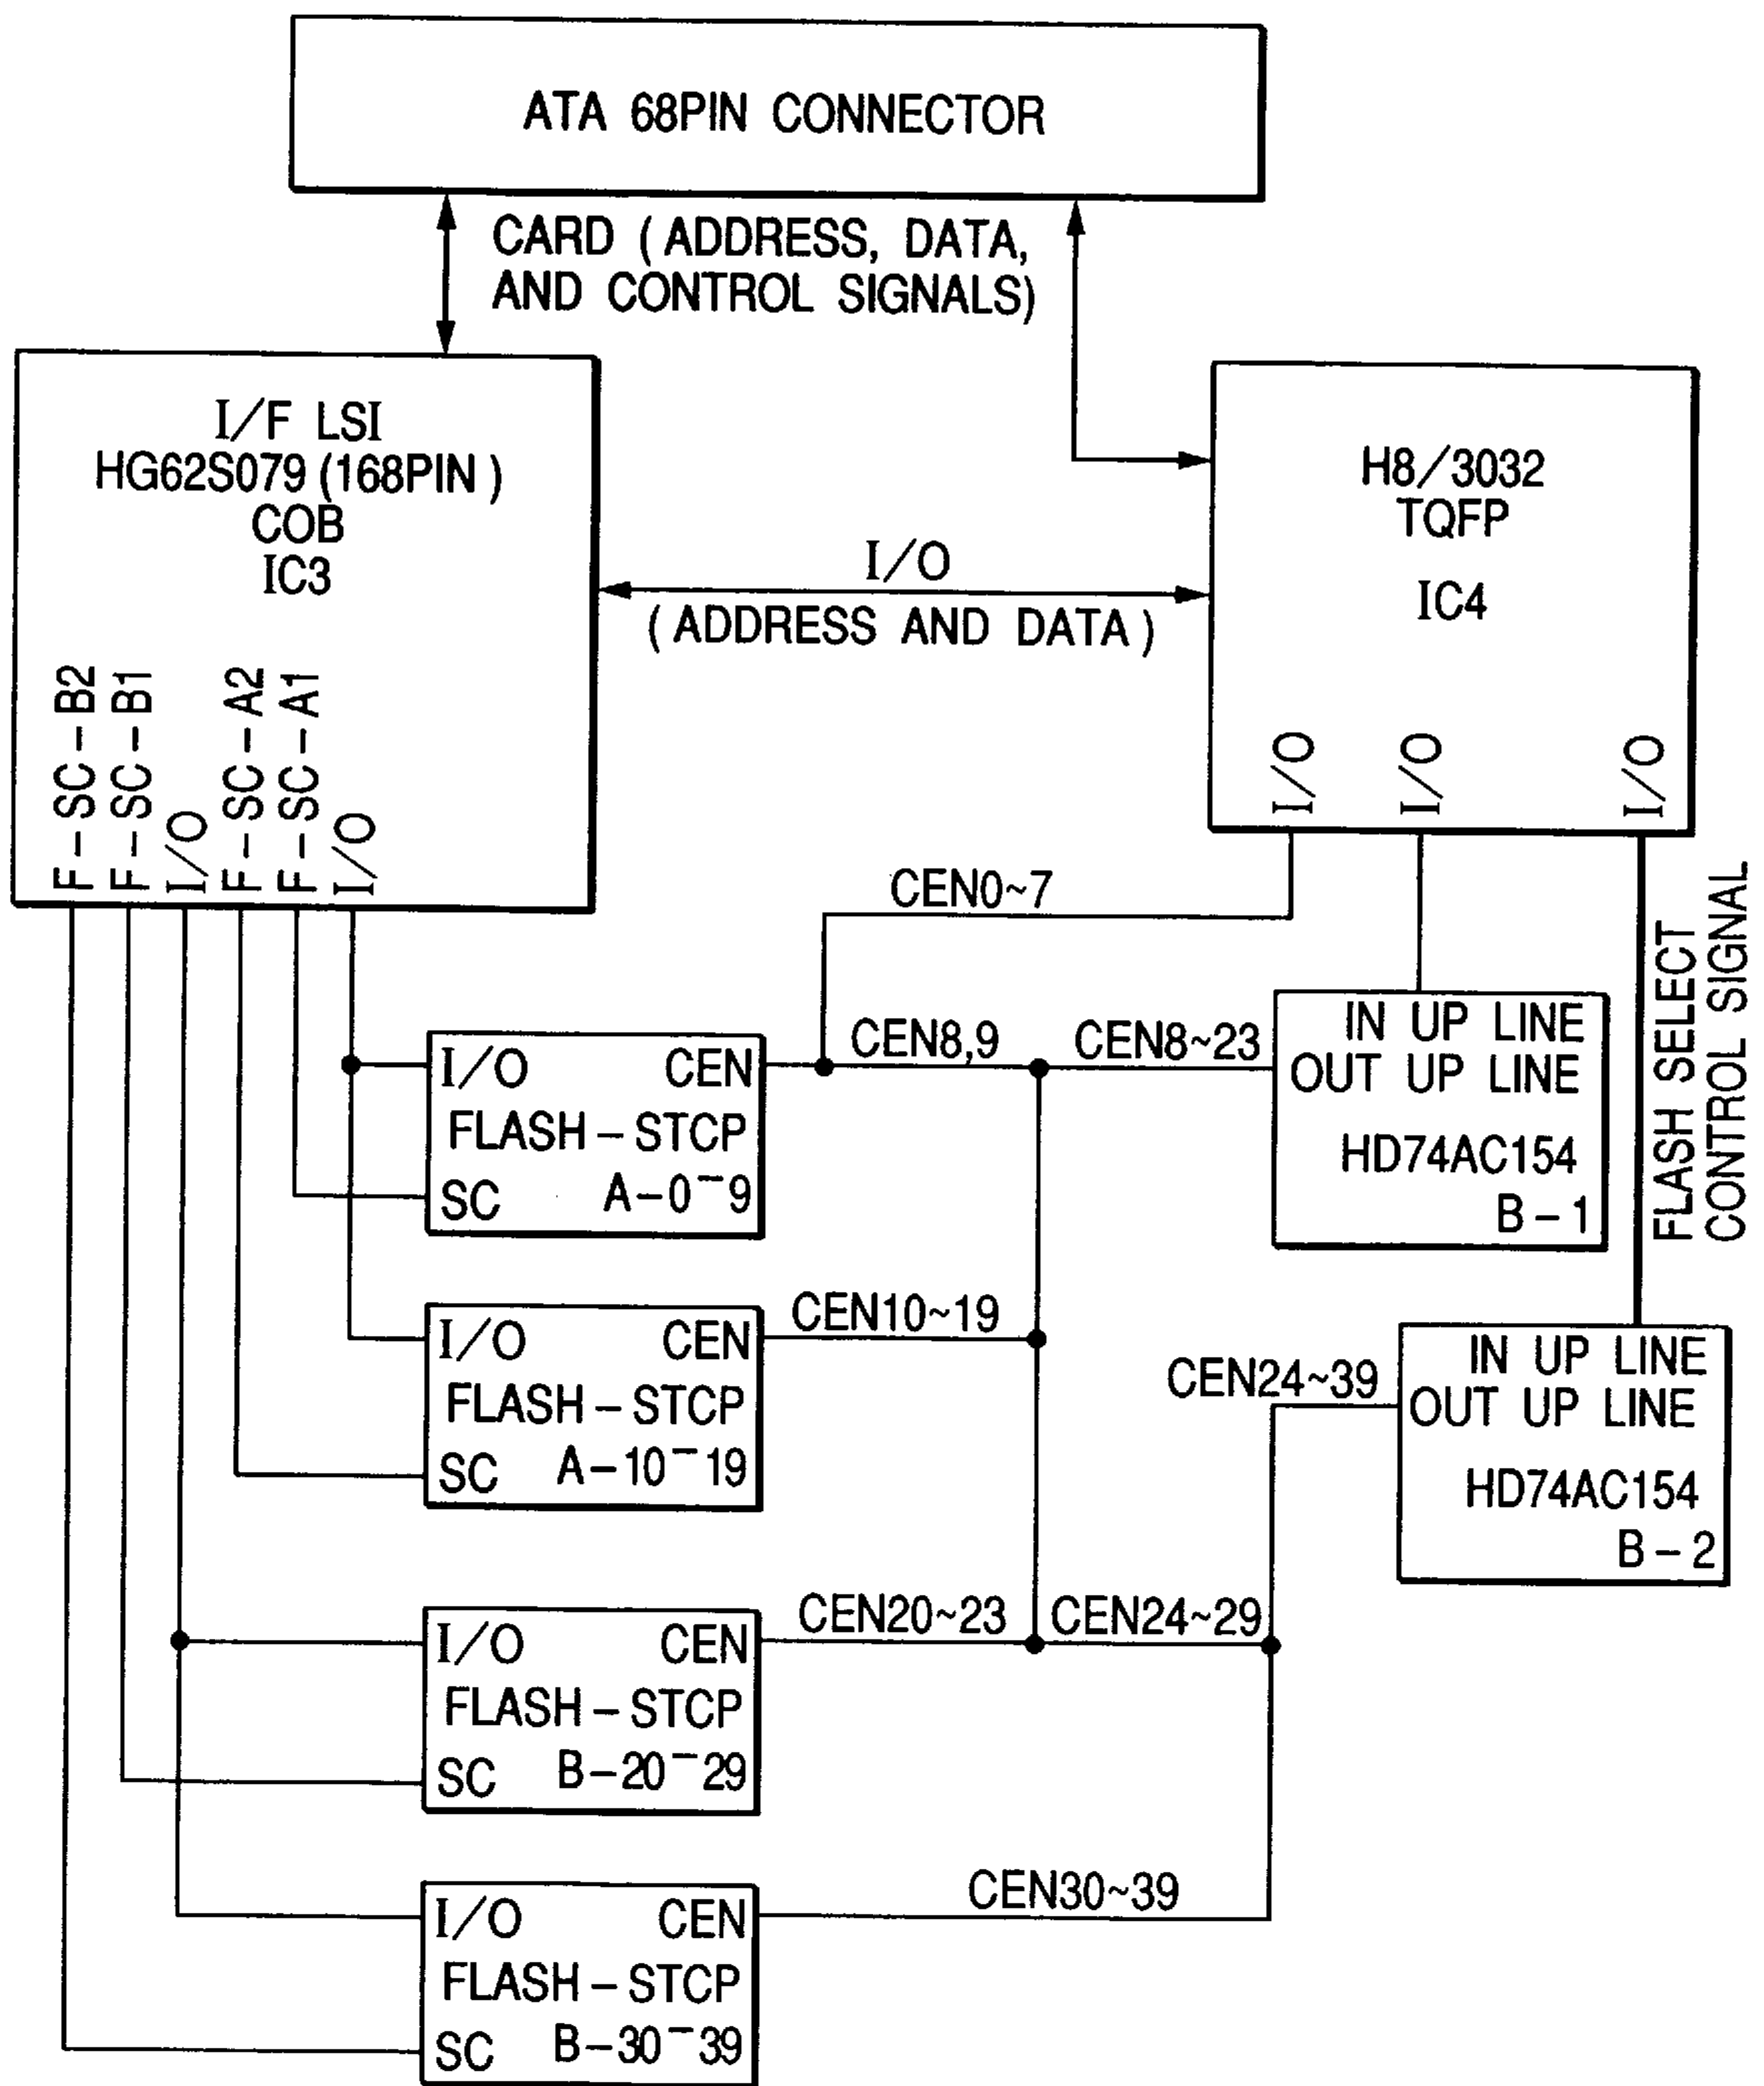 ATA 68PIN CONNECTOR
CARD (ADDRESS, DATA,
AND CONTROL SIGNALS)
I/F LSI
HG62S079 (168PIN)
COB
IC3
F-SC-B2
F-SC-B1
I/O
F-SC-A2
F-SC-A1
I/O
I/O
(ADDRESS AND DATA)
H8/3032
TQFP
IC4
I/O
I/O
I/O
CEN0~7
FLASH SELECT
CONTROL SIGNAL
I/O CEN
FLASH-STCP
SC A-0‾9
CEN8,9
CEN8~23
IN UP LINE
OUT UP LINE
HD74AC154
B-1
I/O CEN
FLASH-STCP
SC A-10‾19
CEN10~19
CEN24~39
IN UP LINE
OUT UP LINE
HD74AC154
B-2
I/O CEN
FLASH-STCP
SC B-20‾29
CEN20~23
CEN24~29
I/O CEN
FLASH-STCP
SC B-30‾39
CEN30~39